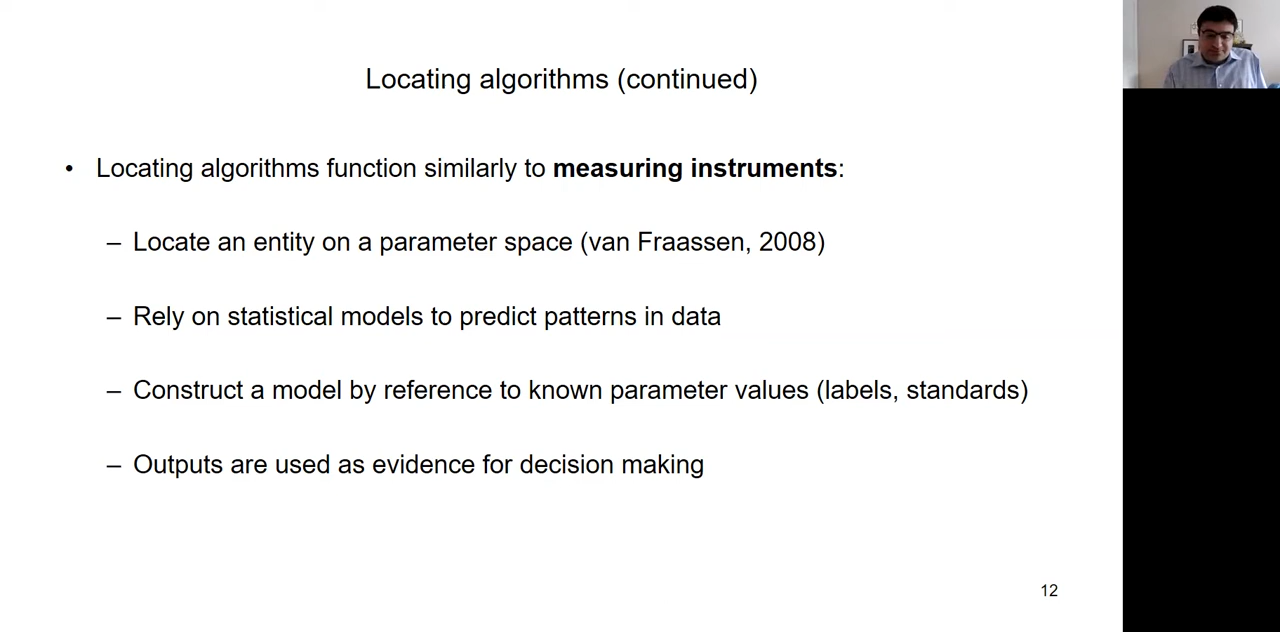 Locating algorithms (continued)
• Locating algorithms function similarly to measuring instruments:
– Locate an entity on a parameter space (van Fraassen, 2008)
– Rely on statistical models to predict patterns in data
– Construct a model by reference to known parameter values (labels, standards)
– Outputs are used as evidence for decision making
12